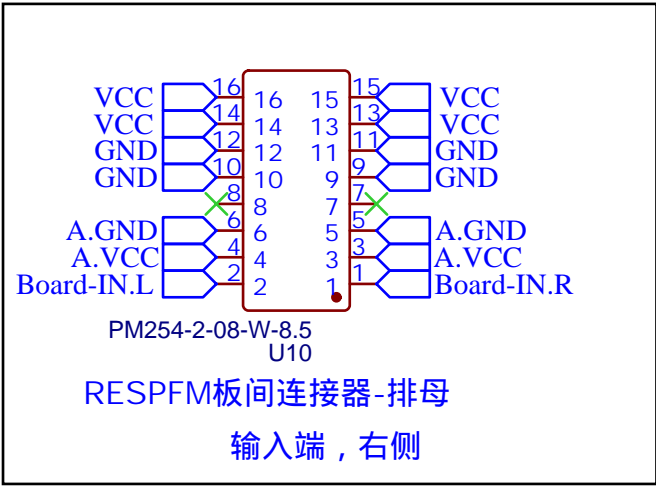 VCC 16 16 15 15 VCC
VCC 14 14 13 13 VCC
GND 12 12 11 11 GND
GND 10 10 9 9 GND
8 8 7 7
A.GND 6 6 5 5 A.GND
A.VCC 4 4 3 3 A.VCC
Board-IN.L 2 2 1 1 Board-IN.R
PM254-2-08-W-8.5
U10
RESPFM板间连接器-排母
输入端，右侧